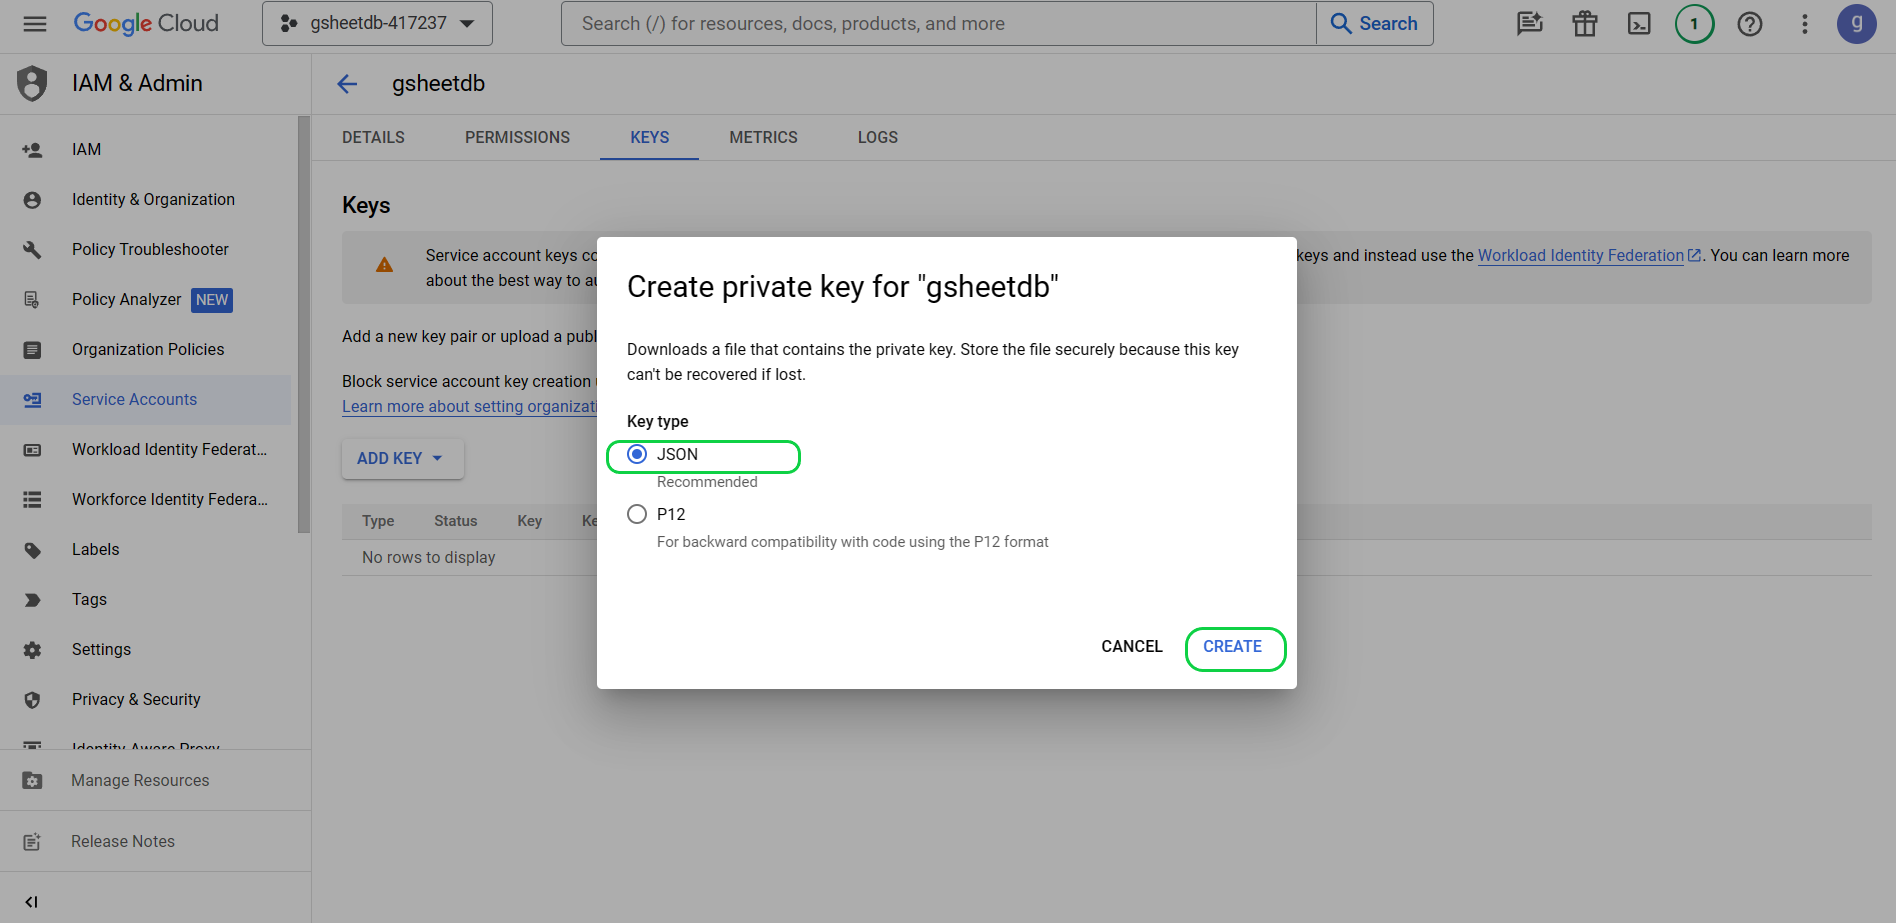 Google Cloud
gsheetdb-417237
Search (/) for resources, docs, products, and more
Search
1
g
IAM & Admin
gsheetdb
DETAILS PERMISSIONS KEYS METRICS LOGS
IAM
Identity & Organization
Policy Troubleshooter
Policy Analyzer NEW
Organization Policies
Service Accounts
Workload Identity Federat...
Workforce Identity Federa...
Labels
Tags
Settings
Privacy & Security
Identity-Aware Proxy
Manage Resources
Release Notes
Keys
Service account keys co
keys and instead use the Workload Identity Federation. You can learn more
about the best way to au
Add a new key pair or upload a publ
Block service account key creation
Learn more about setting organizati
ADD KEY
Type Status Key Ke
No rows to display
Create private key for "gsheetdb"
Downloads a file that contains the private key. Store the file securely because this key
can't be recovered if lost.
Key type
JSON
Recommended
P12
For backward compatibility with code using the P12 format
CANCEL CREATE